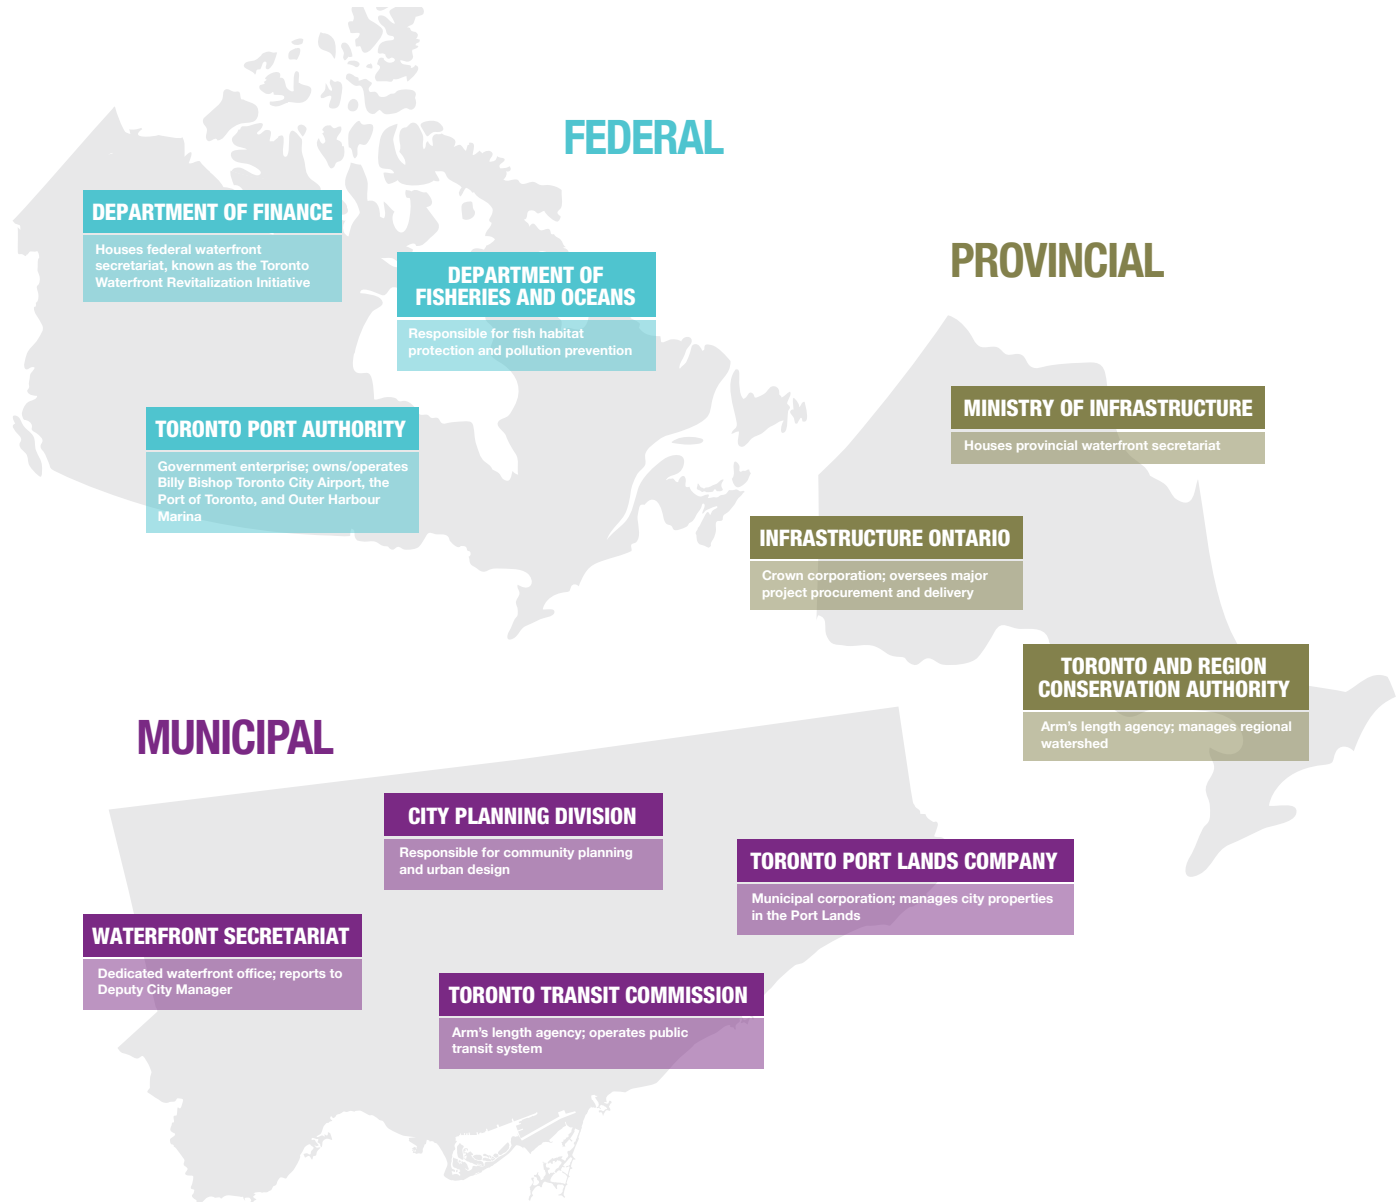 FEDERAL
DEPARTMENT OF FINANCE
Houses federal waterfront
secretariat, known as the Toronto
Waterfront Revitalization Initiative
DEPARTMENT OF
FISHERIES AND OCEANS
Responsible for fish habitat
protection and pollution prevention
TORONTO PORT AUTHORITY
Government enterprise; owns/operates
Billy Bishop Toronto City Airport, the
Port of Toronto, and Outer Harbour
Marina
PROVINCIAL
MINISTRY OF INFRASTRUCTURE
Houses provincial waterfront secretariat
INFRASTRUCTURE ONTARIO
Crown corporation; oversees major
project procurement and delivery
TORONTO AND REGION
CONSERVATION AUTHORITY
Arm's length agency; manages regional
watershed
MUNICIPAL
CITY PLANNING DIVISION
Responsible for community planning
and urban design
TORONTO PORT LANDS COMPANY
Municipal corporation; manages city properties
in the Port Lands
WATERFRONT SECRETARIAT
Dedicated waterfront office; reports to
Deputy City Manager
TORONTO TRANSIT COMMISSION
Arm's length agency; operates public
transit system